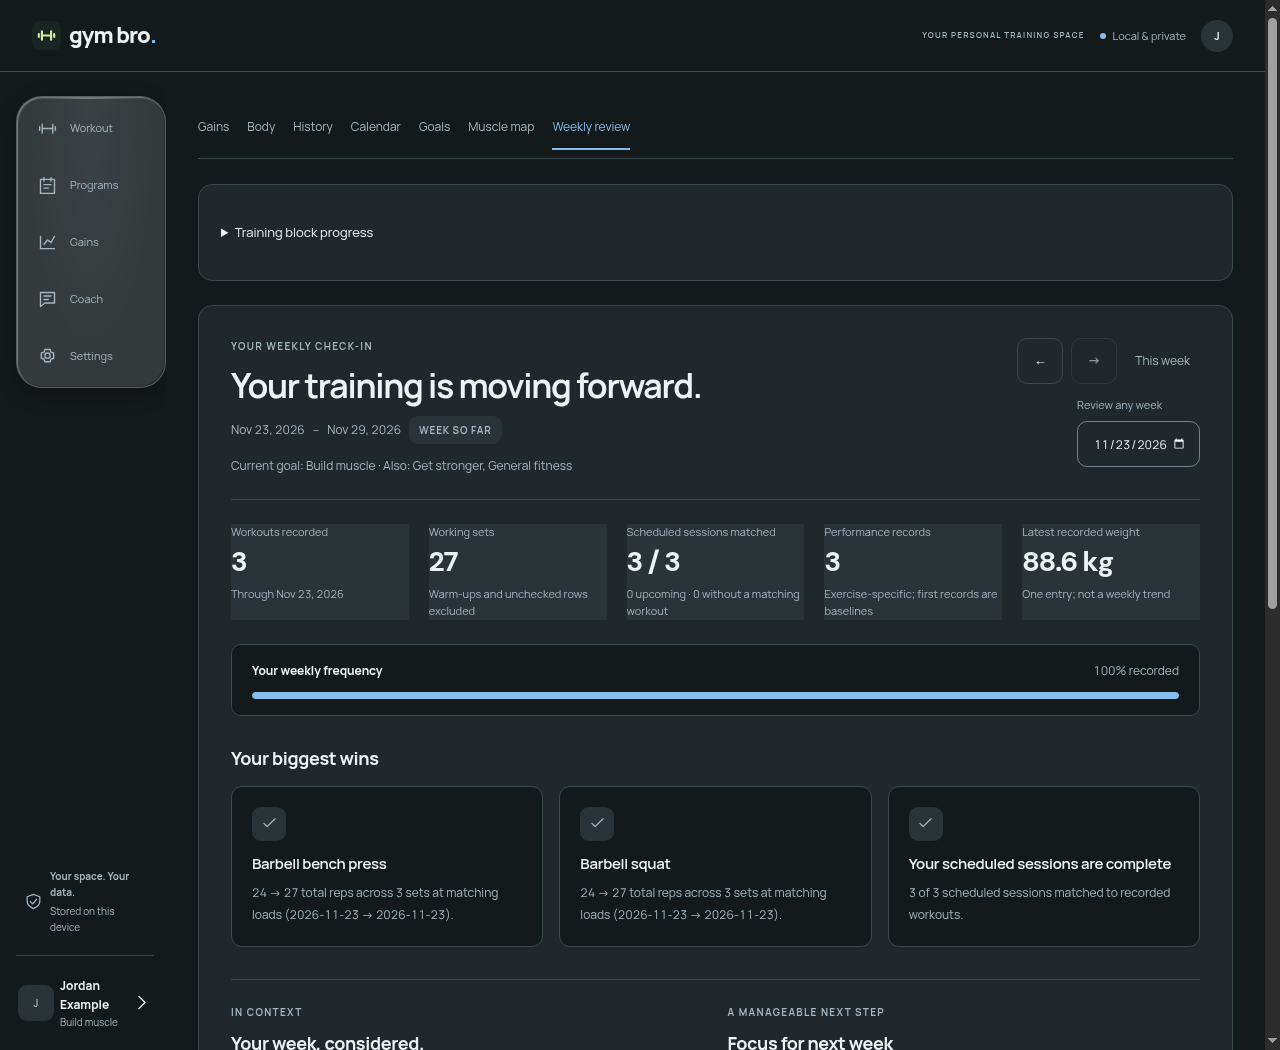 gym bro.
YOUR PERSONAL TRAINING SPACE
Local & private
J
Workout
Programs
Gains
Coach
Settings
Gains
Body
History
Calendar
Goals
Muscle map
Weekly review
Training block progress
YOUR WEEKLY CHECK-IN
Your training is moving forward.
Nov 23, 2026 – Nov 29, 2026 WEEK SO FAR
Current goal: Build muscle · Also: Get stronger, General fitness
← → This week
Review any week
11/23/2026
Workouts recorded
3
Through Nov 23, 2026
Working sets
27
Warm-ups and unchecked rows
excluded
Scheduled sessions matched
3 / 3
0 upcoming · 0 without a matching
workout
Performance records
3
Exercise-specific; first records are
baselines
Latest recorded weight
88.6 kg
One entry; not a weekly trend
Your weekly frequency
100% recorded
Your biggest wins
Barbell bench press
24 → 27 total reps across 3 sets at matching
loads (2026-11-23 → 2026-11-23).
Barbell squat
24 → 27 total reps across 3 sets at matching
loads (2026-11-23 → 2026-11-23).
Your scheduled sessions are complete
3 of 3 scheduled sessions matched to recorded
workouts.
IN CONTEXT
Your week, considered.
A MANAGEABLE NEXT STEP
Focus for next week
Your space. Your
data.
Stored on this
device
J
Jordan
Example
Build muscle